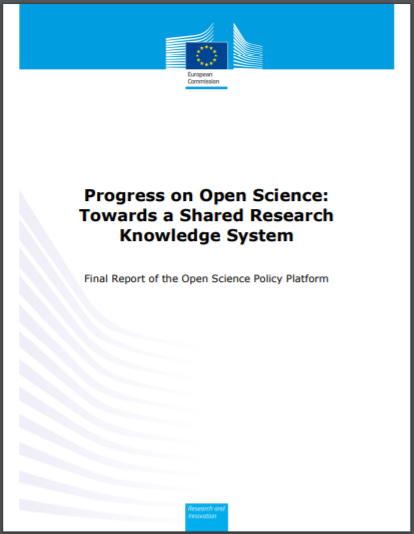 European
Commission
Progress on Open Science:
Towards a Shared Research
Knowledge System
Final Report of the Open Science Policy Platform
Research and
Innovation